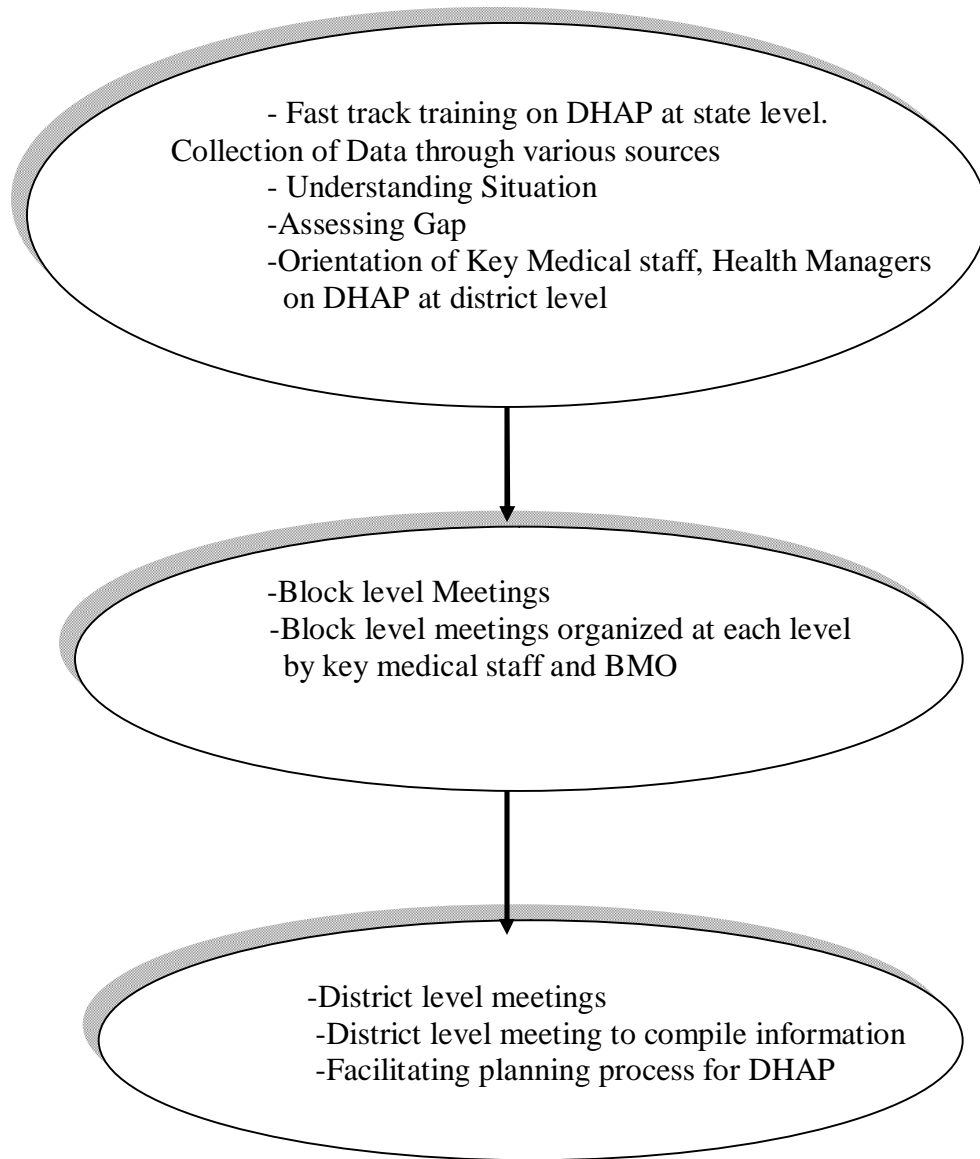 - Fast track training on DHAP at state level.
Collection of Data through various sources
- Understanding Situation
-Assessing Gap
-Orientation of Key Medical staff, Health Managers
on DHAP at district level
-Block level Meetings
-Block level meetings organized at each level
by key medical staff and BMO
-District level meetings
-District level meeting to compile information
-Facilitating planning process for DHAP